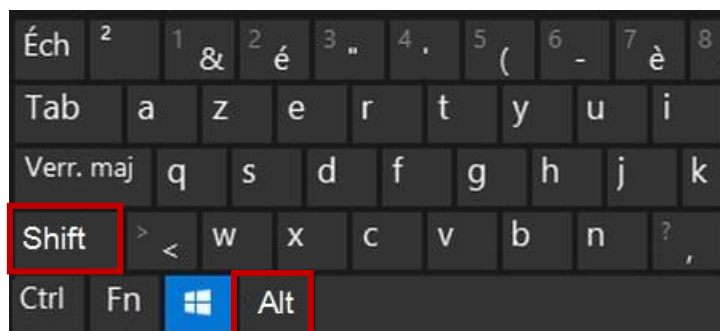 Éch ² 1 & 2 é 3 " 4 ' 5 ( 6 - 7 è 8
Tab a z e r t y u i
Verr. maj q s d f g h j k
Shift > < w x c v b n ? ,
Ctrl Fn Alt